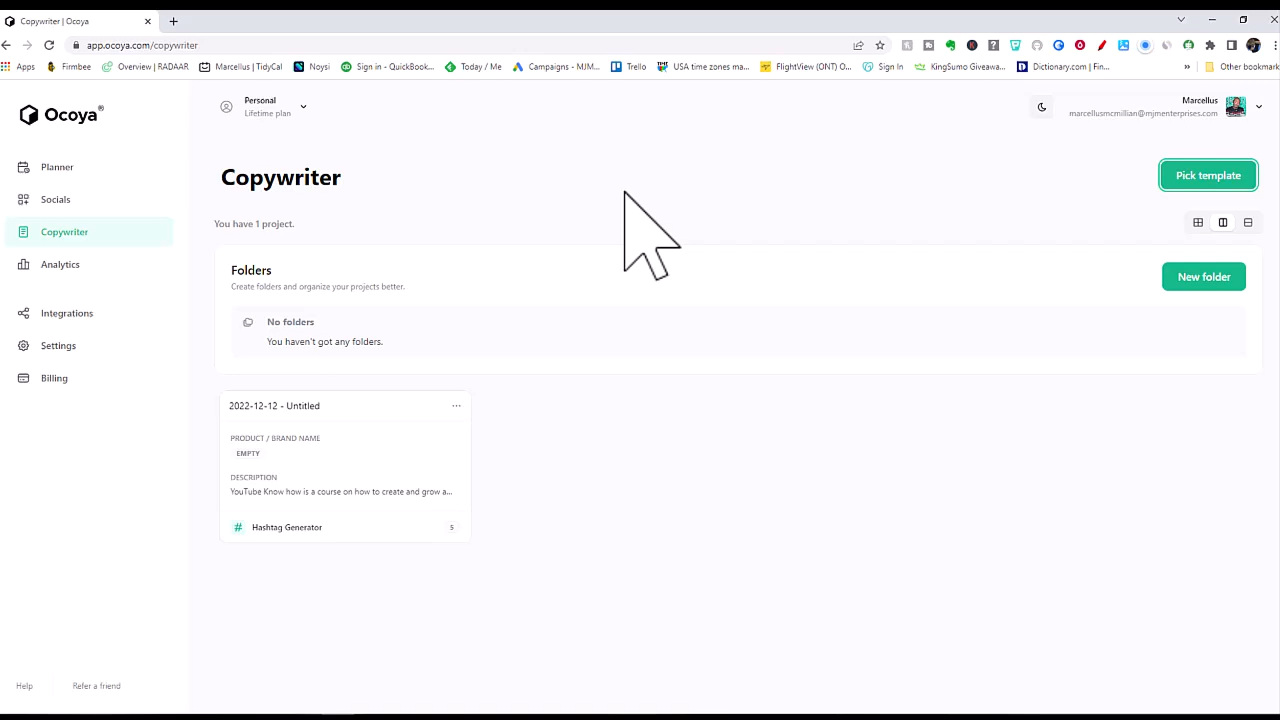 Copywriter | Ocoya
app.ocoya.com/copywriter
Apps
Firmbee
Overview | RADAAR
Marcellus | TidyCal
Noysi
Sign in - QuickBook...
Today / Me
Campaigns - MJM...
Trello
USA time zones ma...
FlightView (ONT) O...
Sign In
KingSumo Giveawa...
Dictionary.com | Fin...
»
Other bookmark
Ocoya®
Personal
Lifetime plan
Marcellus
marcellusmcmillian@mjmenterprises.com
Planner
Socials
Copywriter
Analytics
Integrations
Settings
Billing
Help
Refer a friend
Copywriter
Pick template
You have 1 project.
Folders
Create folders and organize your projects better.
New folder
No folders
You haven't got any folders.
2022-12-12 - Untitled
...
PRODUCT / BRAND NAME
EMPTY
DESCRIPTION
YouTube Know how is a course on how to create and grow a...
# Hashtag Generator
5